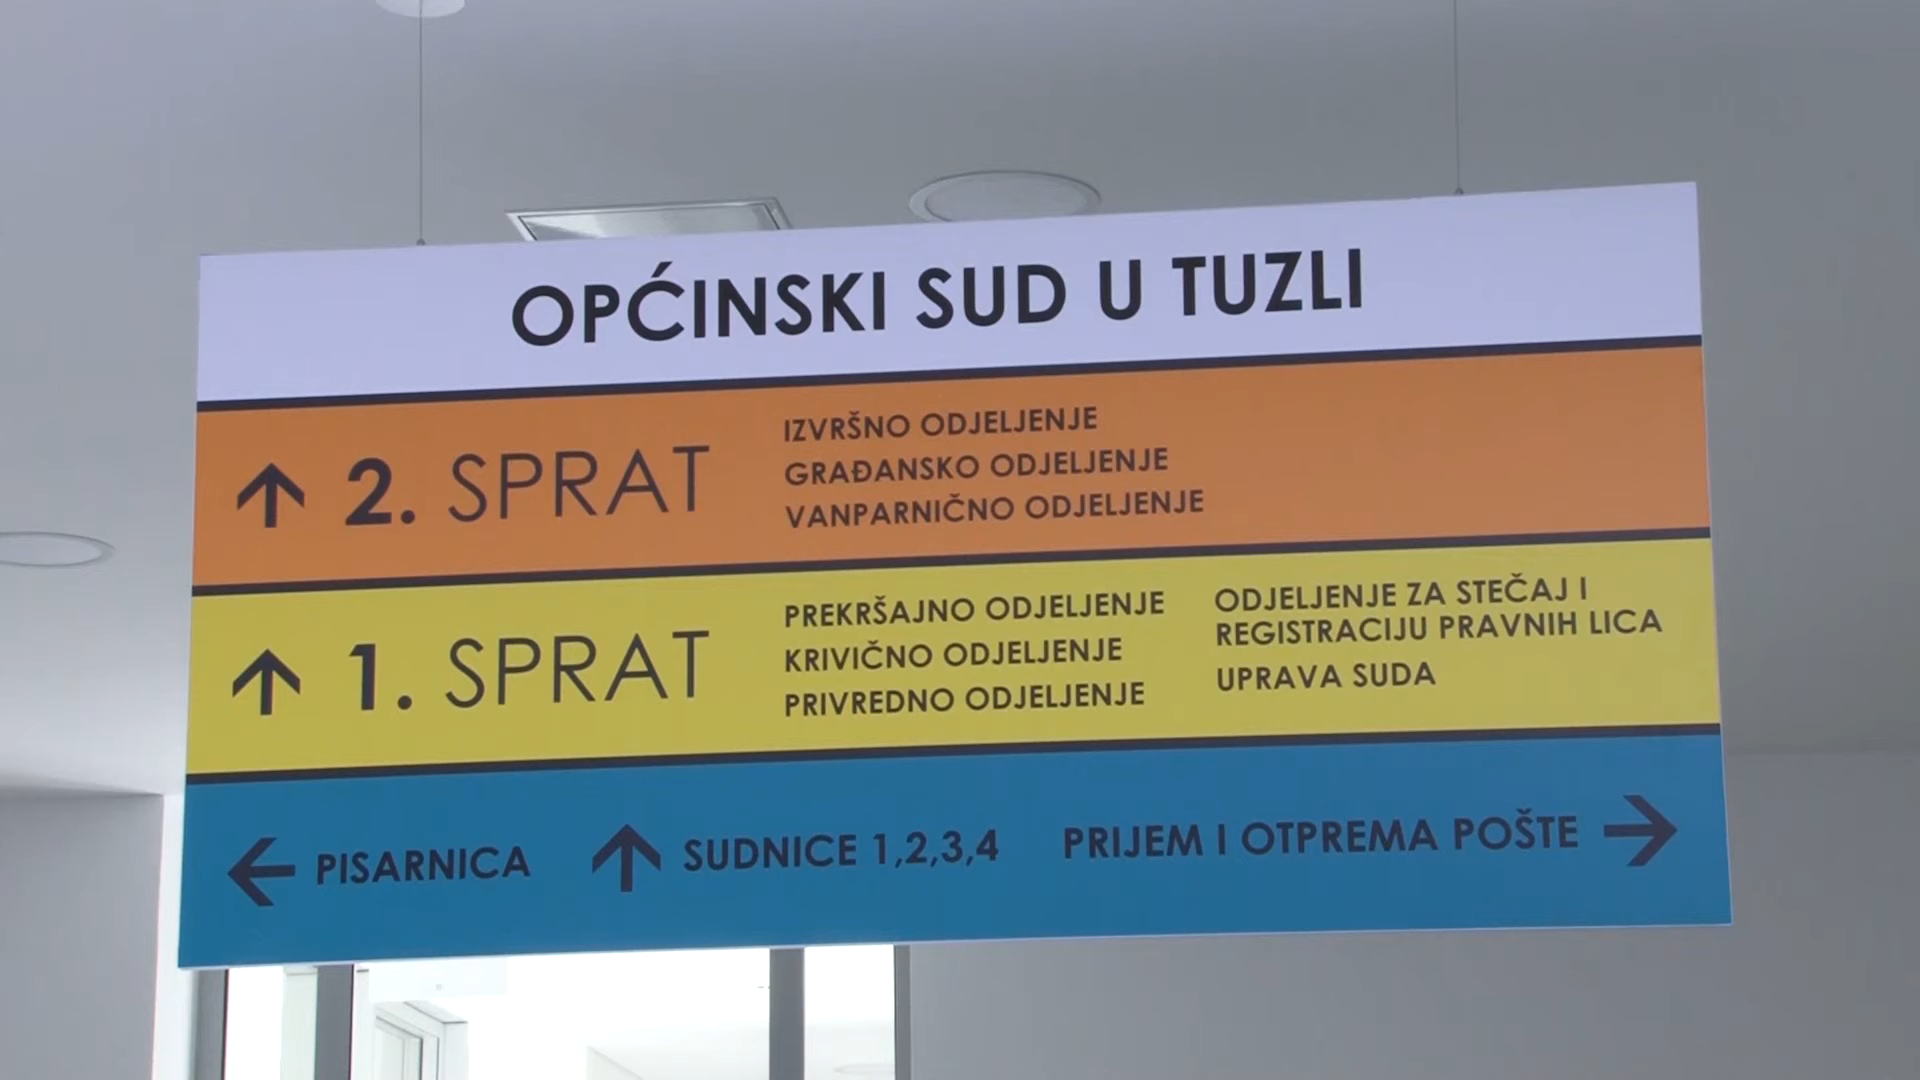 OPĆINSKI SUD U TUZLI
2. SPRAT
IZVRŠNO ODJELJENJE
GRAĐANSKO ODJELJENJE
VANPARNIČNO ODJELJENJE
1. SPRAT
PREKRŠAJNO ODJELJENJE
KRIVIČNO ODJELJENJE
PRIVREDNO ODJELJENJE
ODJELJENJE ZA STEČAJ I
REGISTRACIJU PRAVNIH LICA
UPRAVA SUDA
PISARNICA
SUDNICE 1,2,3,4
PRIJEM I OTPREMA POŠTE